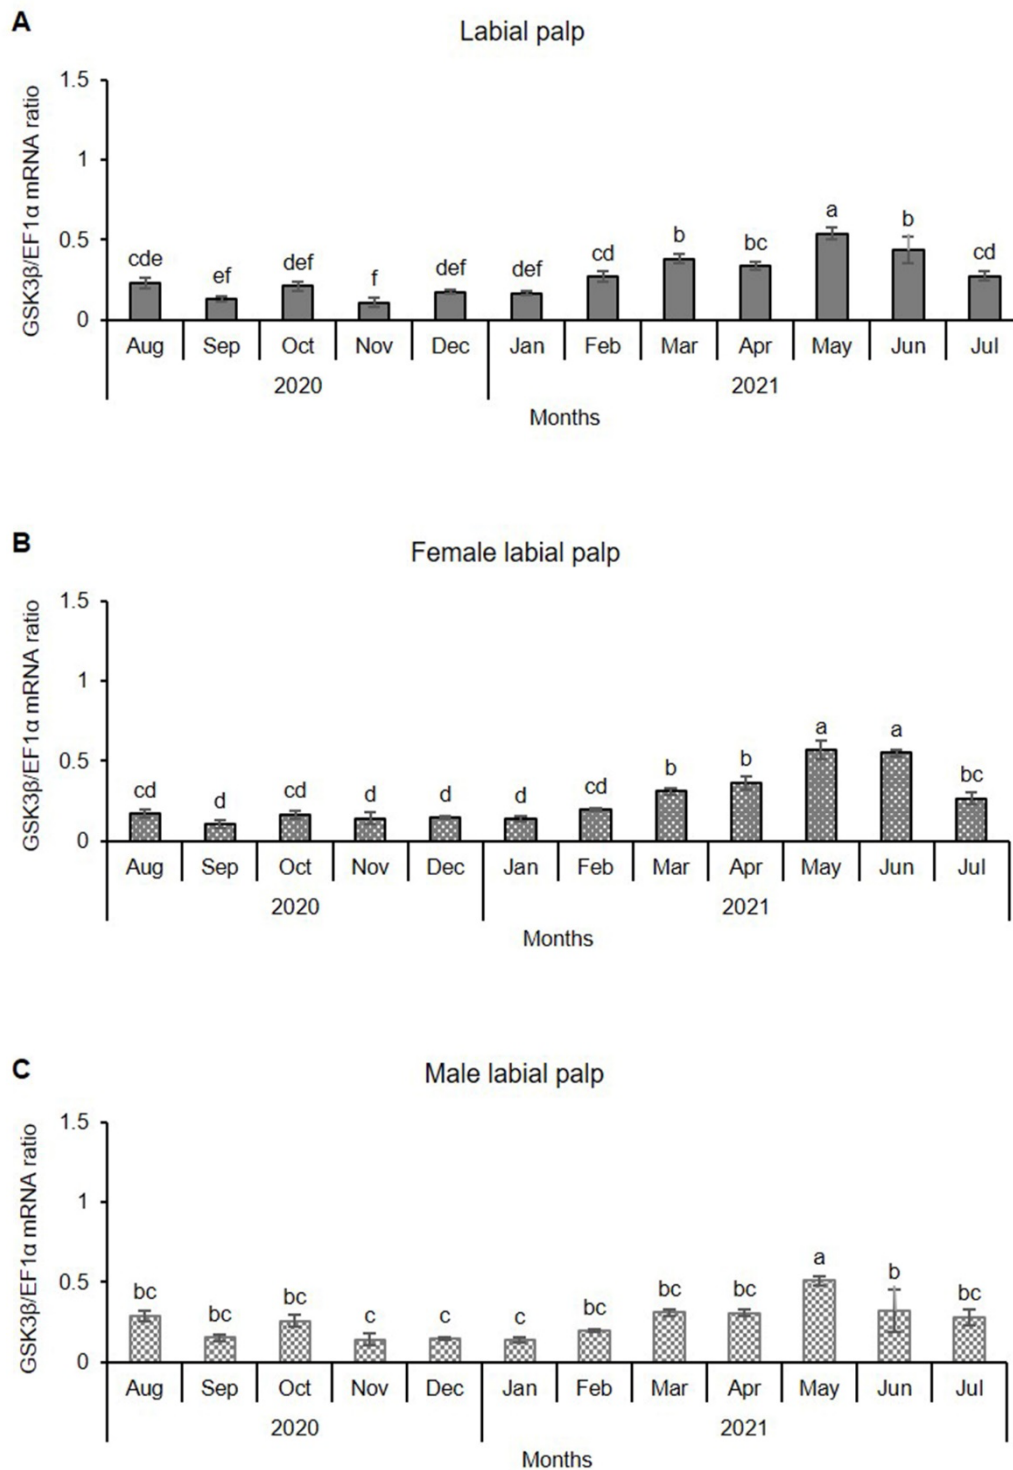 A
Labial palp
GSK3β/EF1α mRNA ratio
1.5
1
0.5
0
cde ef def f def def cd b bc a b cd
Aug Sep Oct Nov Dec Jan Feb Mar Apr May Jun Jul
2020 2021
Months
B
Female labial palp
GSK3β/EF1α mRNA ratio
1.5
1
0.5
0
cd d cd d d d cd b b a a bc
Aug Sep Oct Nov Dec Jan Feb Mar Apr May Jun Jul
2020 2021
Months
C
Male labial palp
GSK3β/EF1α mRNA ratio
1.5
1
0.5
0
bc bc bc c c c bc bc bc a b bc
Aug Sep Oct Nov Dec Jan Feb Mar Apr May Jun Jul
2020 2021
Months